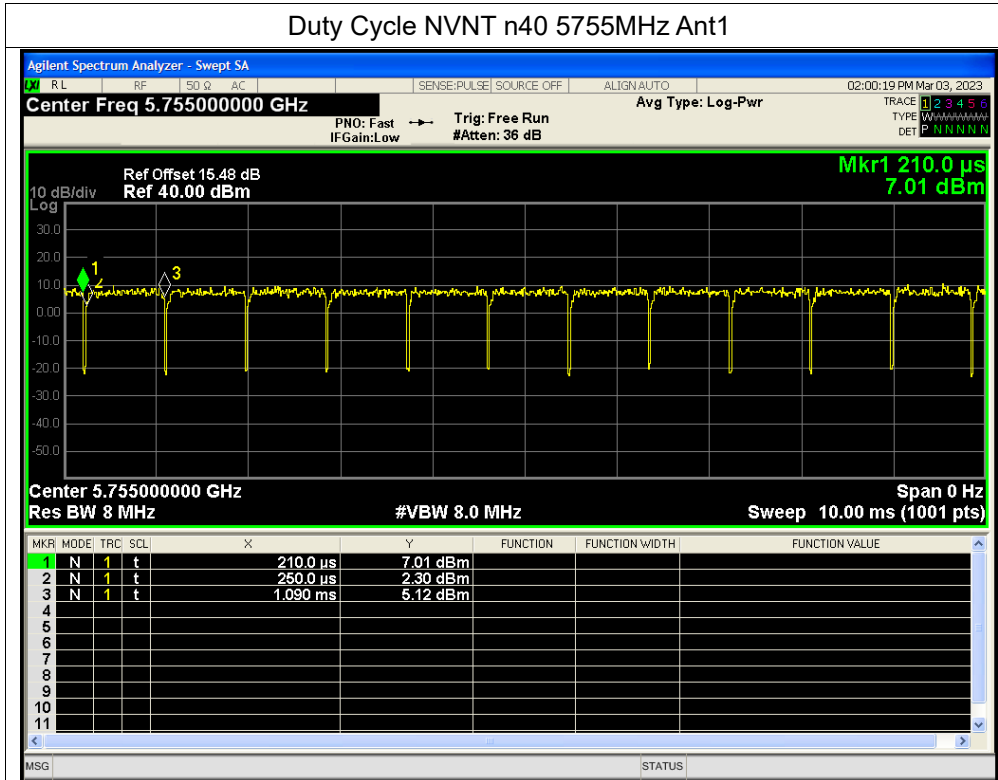 Duty Cycle NVNT n40 5755MHz Ant1
Agilent Spectrum Analyzer - Swept SA
LXI RL RF 50 Ω AC SENSE:PULSE SOURCE OFF ALIGN AUTO 02:00:19 PM Mar 03, 2023
Center Freq 5.755000000 GHz Avg Type: Log-Pwr TRACE 1 2 3 4 5 6
PNO: Fast Trig: Free Run TYPE W
IFGain:Low #Atten: 36 dB DET P N N N N N
Mkr1 210.0 µs
Ref Offset 15.48 dB
10 dB/div Ref 40.00 dBm 7.01 dBm
Log
30.0
20.0
1 2 3
10.0
0.00
-10.0
-20.0
-30.0
-40.0
-50.0
Center 5.755000000 GHz Span 0 Hz
Res BW 8 MHz #VBW 8.0 MHz Sweep 10.00 ms (1001 pts)
MKR MODE TRC SCL X Y FUNCTION FUNCTION WIDTH FUNCTION VALUE
1 N 1 t 210.0 µs 7.01 dBm
2 N 1 t 250.0 µs 2.30 dBm
3 N 1 t 1.090 ms 5.12 dBm
4
5
6
7
8
9
10
11
MSG STATUS